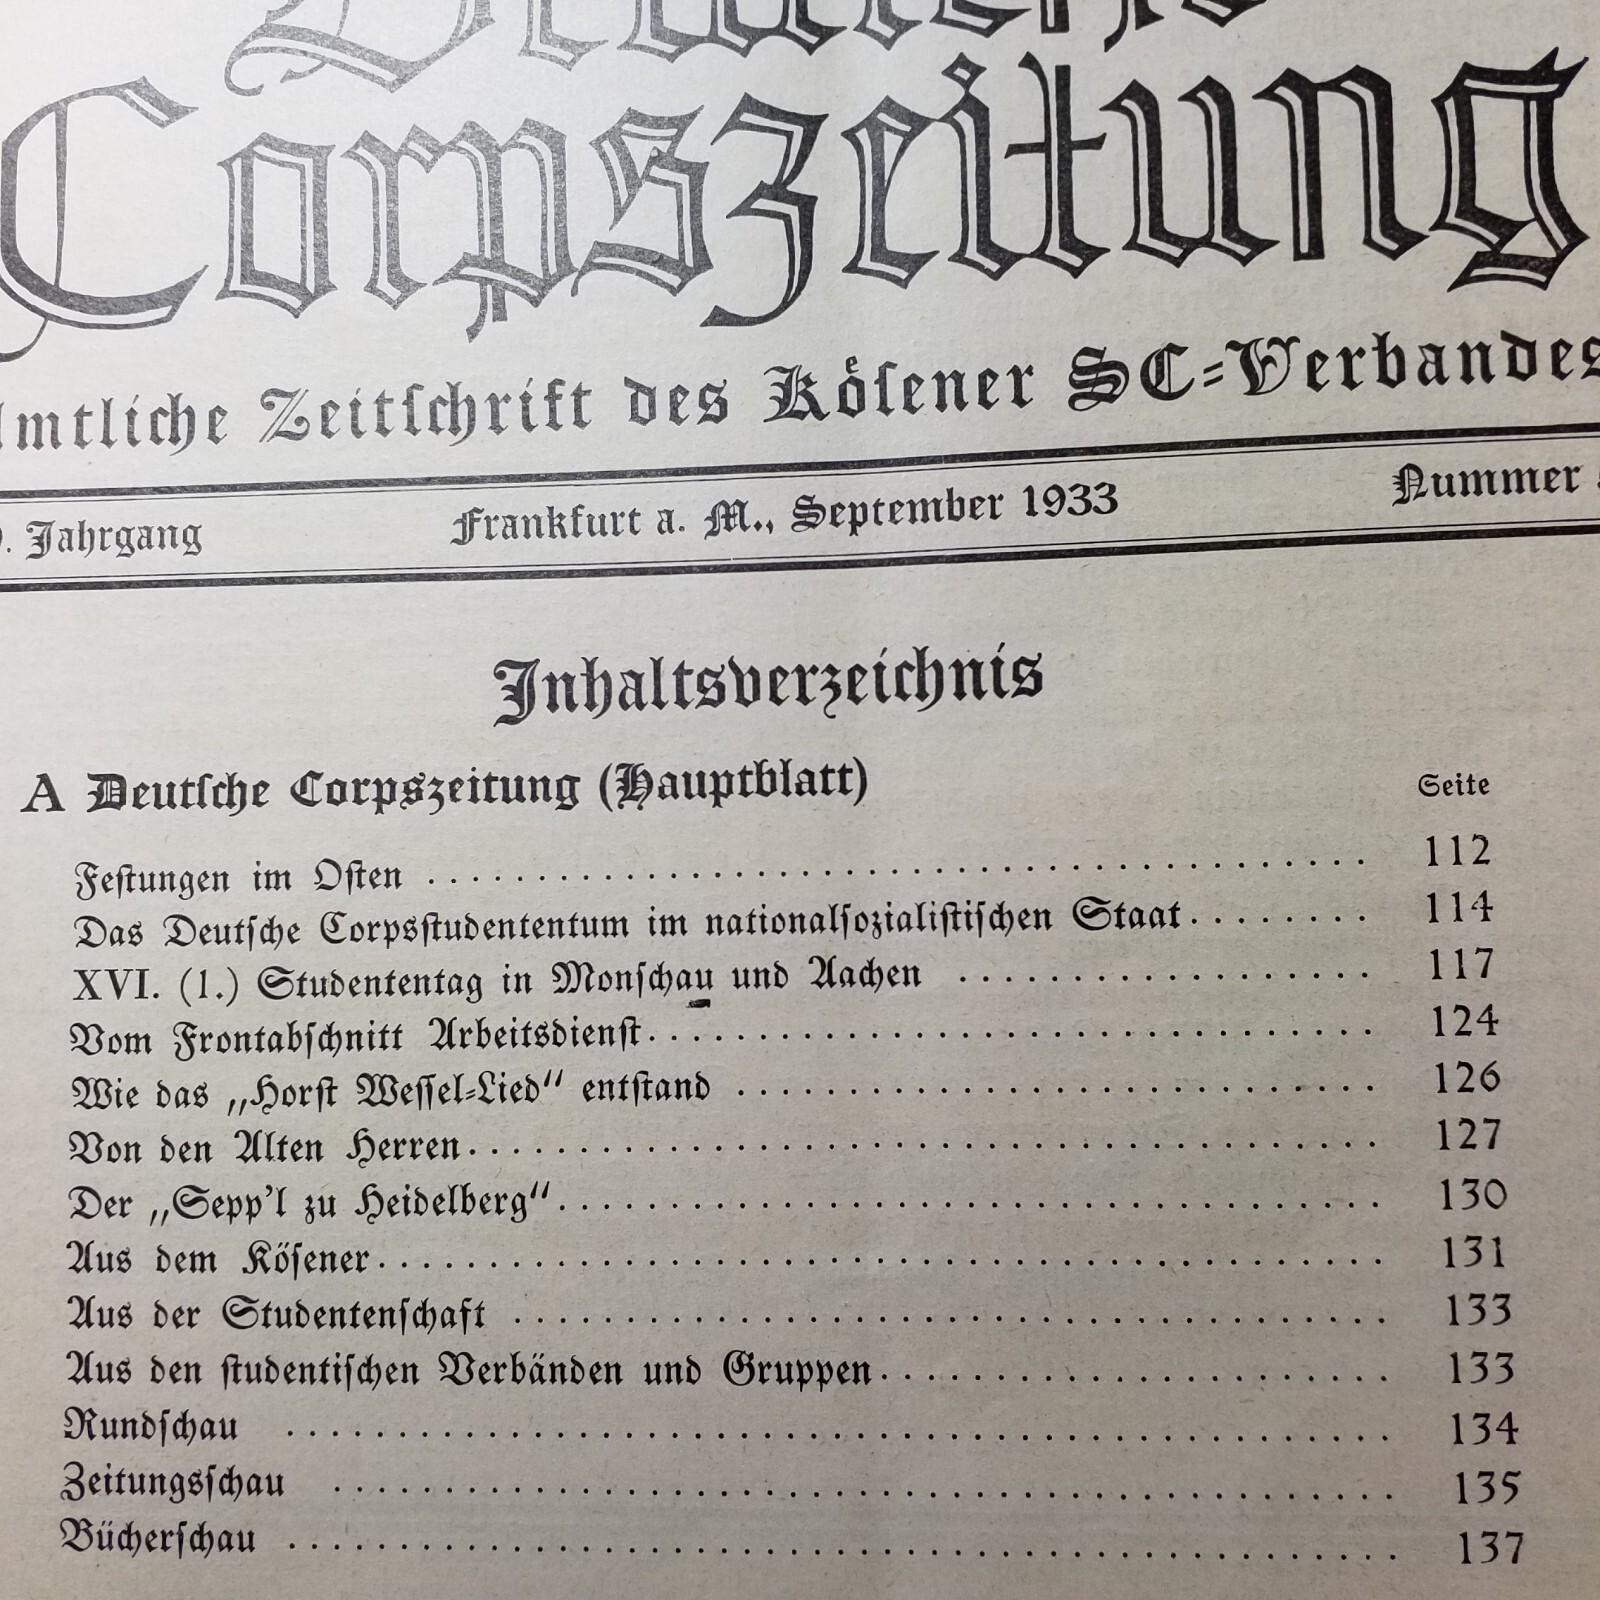 Corpszeitung
Zeitschrift des Kösener SC=Verbandes
Jahrgang Frankfurt a. M., September 1933 Nummer
Inhaltsverzeichnis
A Deutsche Corpszeitung (Hauptblatt) Seite
Festungen im Osten 112
Das Deutsche Corpsstudententum im nationalsozialistischen Staat 114
XVI. (1.) Studententag in Monschau und Aachen 117
Vom Frontabschnitt Arbeitsdienst 124
Wie das „Horst Wessel=Lied“ entstand 126
Von den Alten Herren 127
Der „Sepp'l zu Heidelberg“ 130
Aus dem Kösener 131
Aus der Studentenschaft 133
Aus den studentischen Verbänden und Gruppen 133
Rundschau 134
Zeitungsschau 135
Bücherschau 137